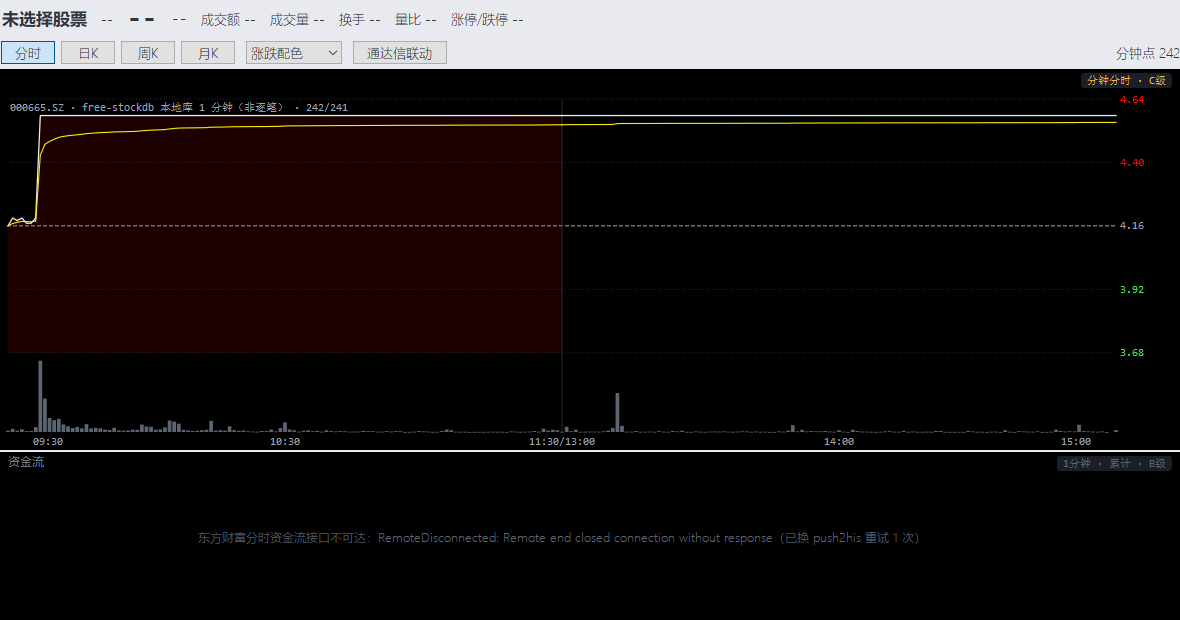 未选择股票 -- -- -- 成交额 -- 成交量 -- 换手 -- 量比 -- 涨停/跌停 --
分时 日K 周K 月K 涨跌配色 通达信联动 分钟点 242
分钟分时 · C级
000665.SZ · free-stockdb 本地库 1 分钟（非逐笔） · 242/241
4.64
4.40
4.16
3.92
3.68
09:30 10:30 11:30/13:00 14:00 15:00
资金流 1分钟 · 累计 · B级
东方财富分时资金流接口不可达：RemoteDisconnected: Remote end closed connection without response（已换 push2his 重试 1 次）